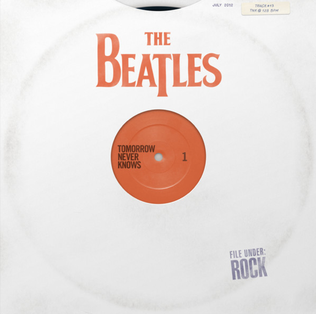 THE
BEATLES
TOMORROW
NEVER
KNOWS
1
FILE UNDER:
ROCK